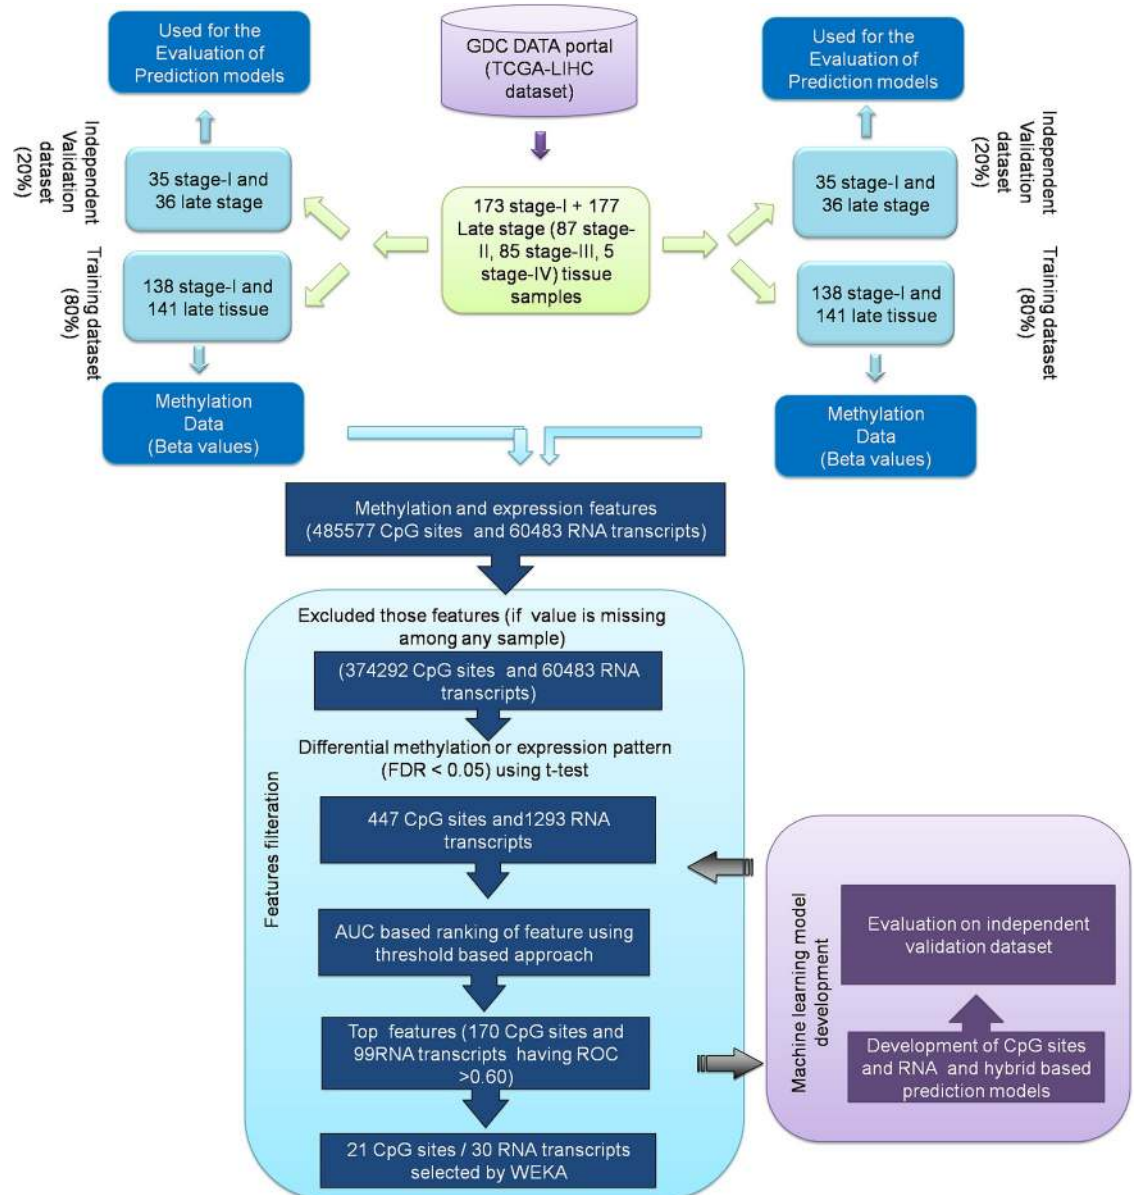 Used for the
Evaluation of
Prediction models
GDC DATA portal
(TCGA-LIHC
dataset)
Used for the
Evaluation of
Prediction models
Independent
Validation
dataset
(20%)
35 stage-I and
36 late stage
173 stage-I + 177
Late stage (87 stage-
II, 85 stage-III, 5
stage-IV) tissue
samples
35 stage-I and
36 late stage
Independent
Validation
dataset
(20%)
Training dataset
(80%)
138 stage-I and
141 late tissue
138 stage-I and
141 late tissue
Training dataset
(80%)
Methylation
Data
(Beta values)
Methylation
Data
(Beta values)
Methylation and expression features
(485577 CpG sites and 60483 RNA transcripts)
Features filteration
Excluded those features (if value is missing
among any sample)
(374292 CpG sites and 60483 RNA
transcripts)
Differential methylation or expression pattern
(FDR < 0.05) using t-test
447 CpG sites and1293 RNA
transcripts
AUC based ranking of feature using
threshold based approach
Top features (170 CpG sites and
99RNA transcripts having ROC
>0.60)
21 CpG sites / 30 RNA transcripts
selected by WEKA
Machine learning model
development
Evaluation on independent
validation dataset
Development of CpG sites
and RNA and hybrid based
prediction models